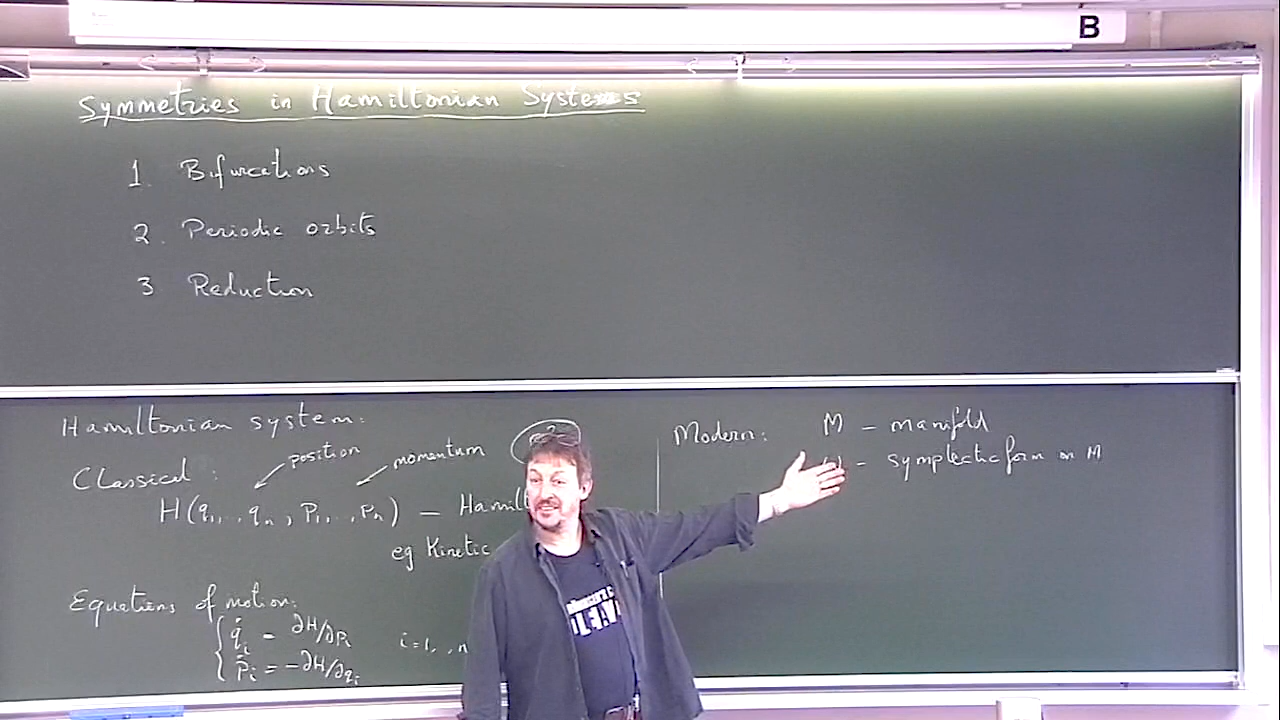 B
Symmetries in Hamiltonian Systems
1. Bifurcations
2. Periodic orbits
3 Reduction
Hamiltonian system:
Classical :
position
momentum
H(q₁,..., qₙ, p₁,... pₙ) — Hamil
eg Kinetic
Equations of motion:
q̇ᵢ = ∂H/∂pᵢ
i=1, , n
ṗᵢ = -∂H/∂qᵢ
Modern: M — manifold
— symplectic form on M